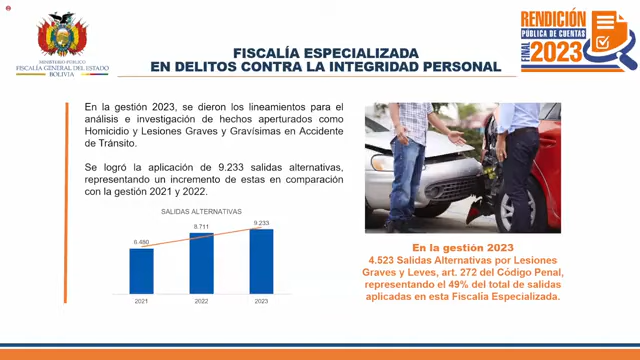 RENDICIÓN
PÚBLICA DE CUENTAS
FINAL
2023
MINISTERIO PÚBLICO
FISCALÍA GENERAL DEL ESTADO
BOLIVIA
FISCALÍA ESPECIALIZADA
EN DELITOS CONTRA LA INTEGRIDAD PERSONAL
En la gestión 2023, se dieron los lineamientos para el
análisis e investigación de hechos aperturados como
Homicidio y Lesiones Graves y Gravísimas en Accidente
de Tránsito.
Se logró la aplicación de 9.233 salidas alternativas,
representando un incremento de estas en comparación
con la gestión 2021 y 2022.
SALIDAS ALTERNATIVAS
6.480
8.711
9.233
2021
2022
2023
En la gestión 2023
4.523 Salidas Alternativas por Lesiones
Graves y Leves, art. 272 del Código Penal,
representando el 49% del total de salidas
aplicadas en esta Fiscalía Especializada.